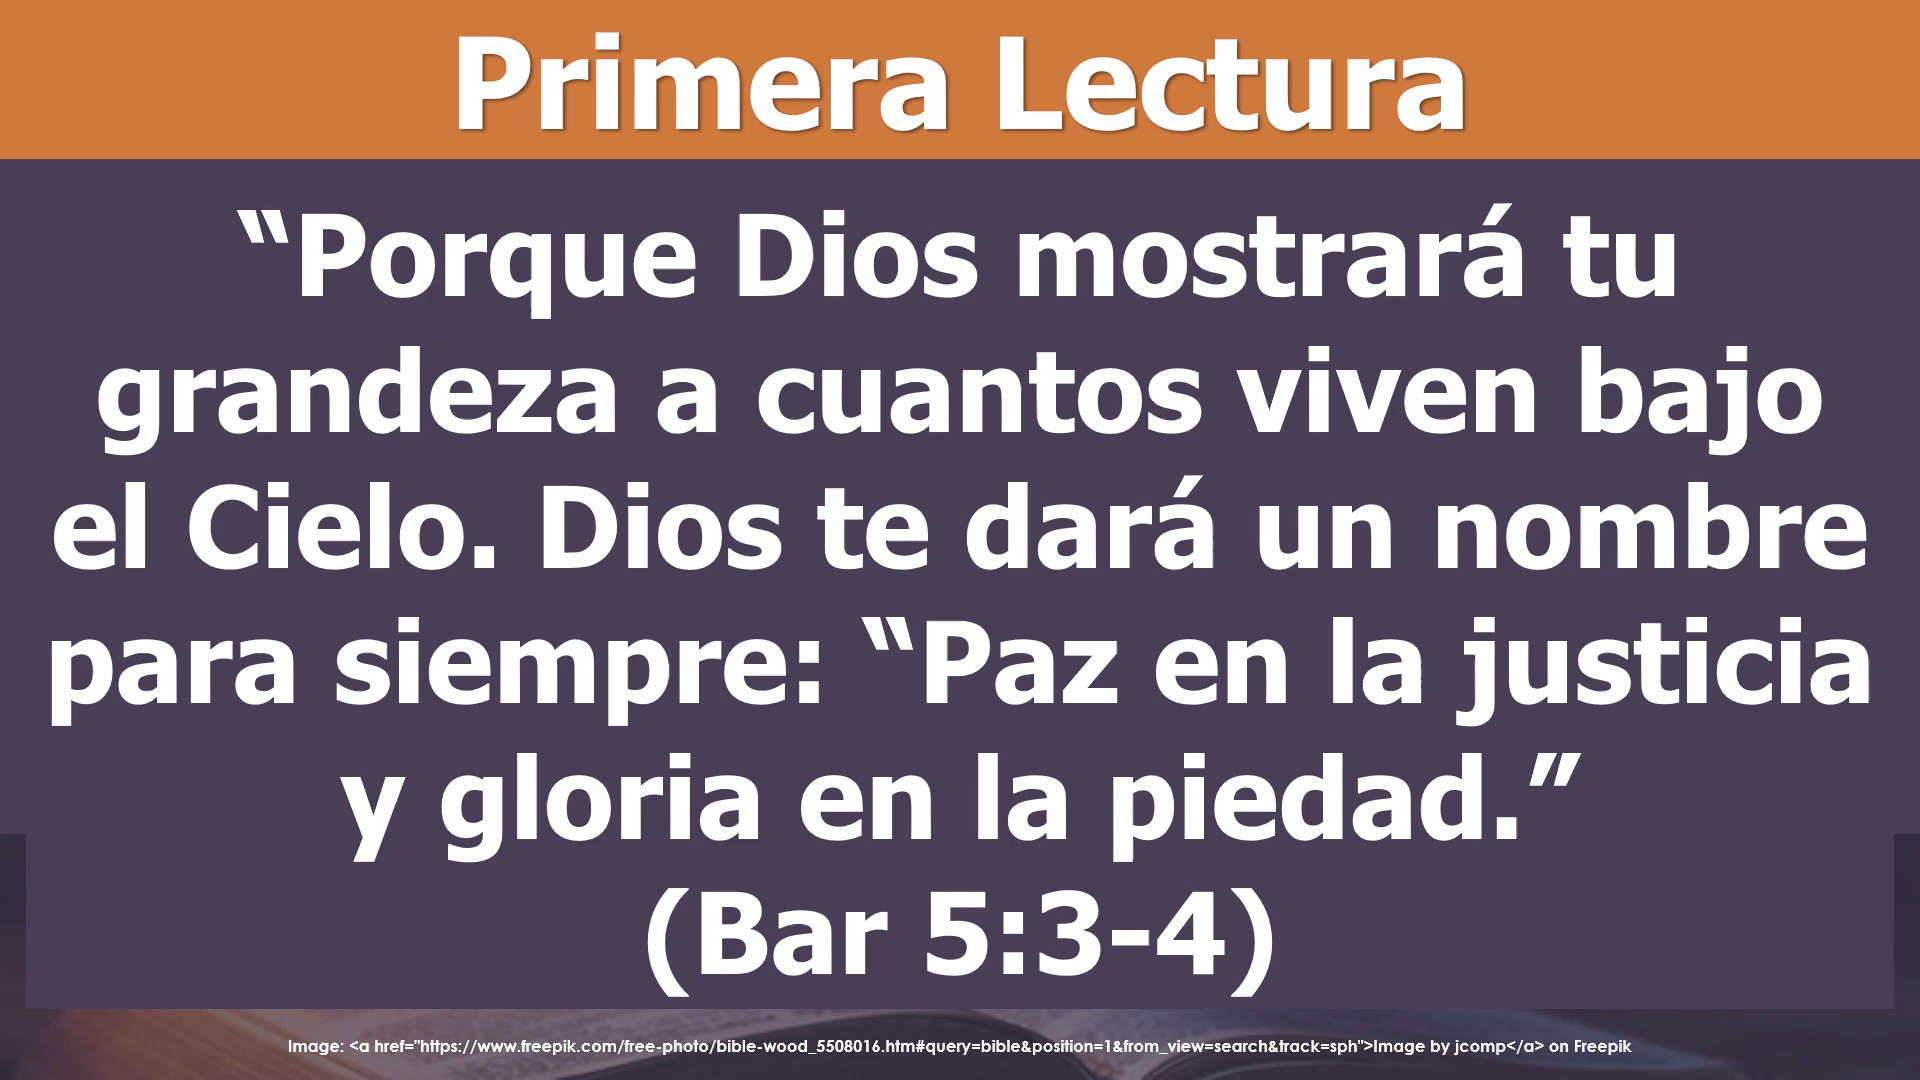 Primera Lectura
“Porque Dios mostrará tu
grandeza a cuantos viven bajo
el Cielo. Dios te dará un nombre
para siempre: “Paz en la justicia
y gloria en la piedad.”
(Bar 5:3-4)
Image: <a href="https://www.freepik.com/free-photo/bible-wood_5508016.htm#query=bible&position=1&from_view=search&track=sph">Image by jcomp</a> on Freepik